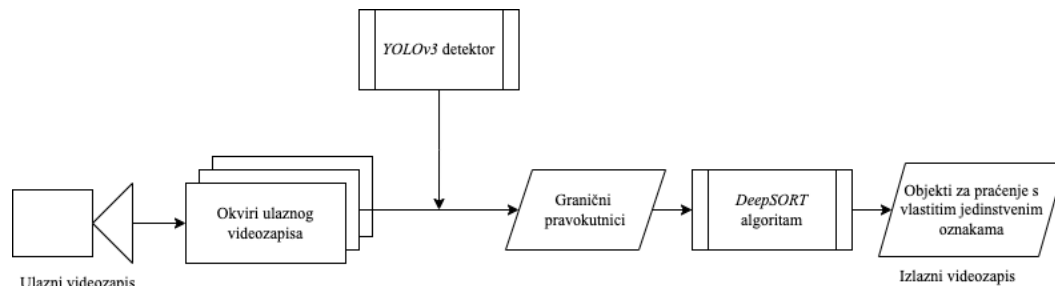 YOLOv3 detektor
Okviri ulaznog
videozapisa
Granični
pravokutnici
DeepSORT
algoritam
Objekti za praćenje s
vlastitim jedinstvenim
oznakama
Ulazni videozapis
Izlazni videozapis